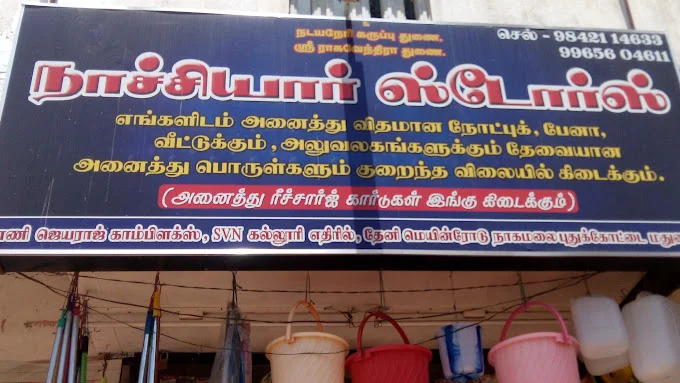 நடயநேரி கருப்பு துணை.
ஸ்ரீ ராகவேந்திரா துணை.
செல் - 98421 14633
99656 04611
நாச்சியார் ஸ்டோர்ஸ்
எங்களிடம் அனைத்து விதமான நோட்புக், பேனா,
வீட்டுக்கும், அலுவலகங்களுக்கும் தேவையான
அனைத்து பொருள்களும் குறைந்த விலையில் கிடைக்கும்.
(அனைத்து ரீச்சார்ஜ் கார்டுகள் இங்கு கிடைக்கும்)
ஜெயராஜ் காம்பிளக்ஸ், SVN கல்லூரி எதிரில், தேனி மெயின்ரோடு நாகமலை புதுக்கோட்டை